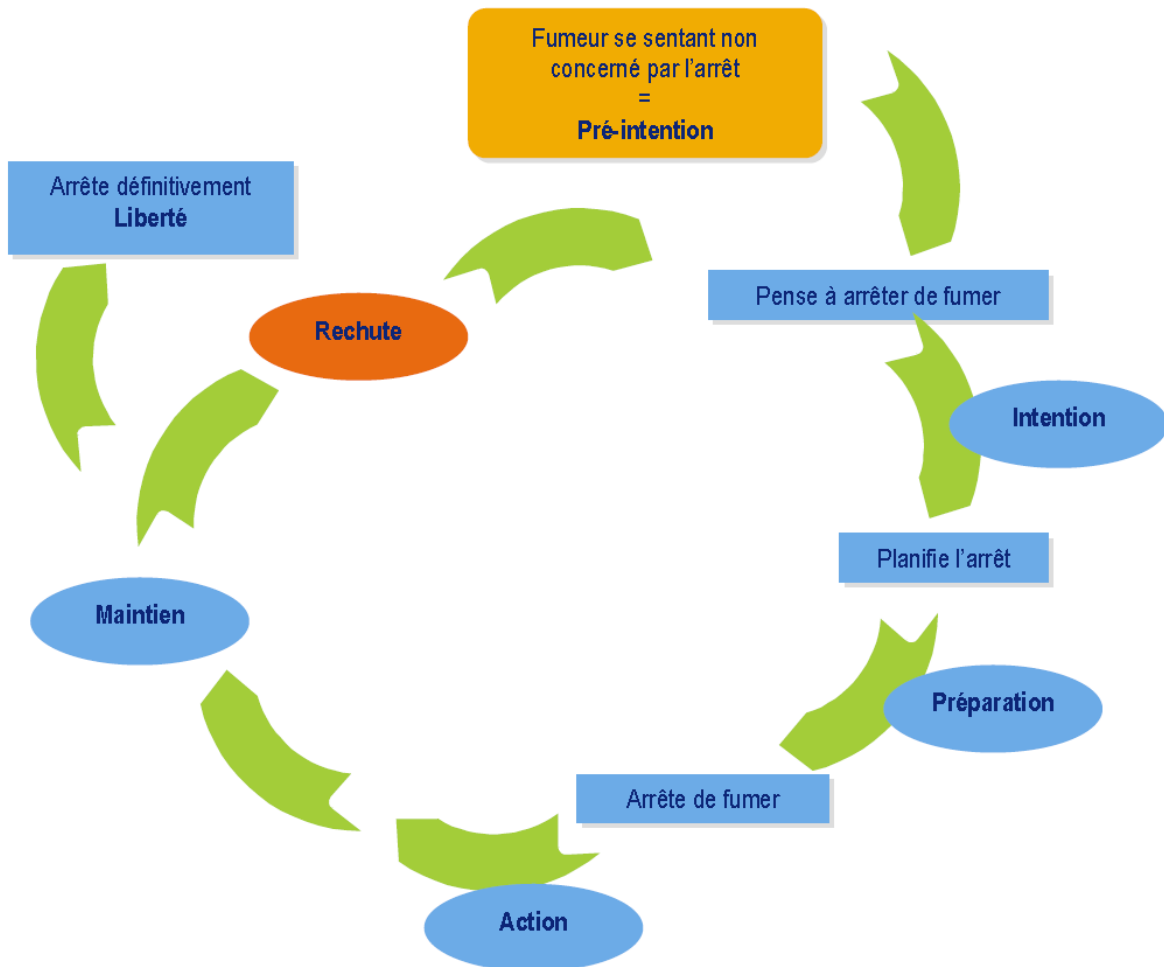 Fumeur se sentant non
concerné par l'arrêt
=
Pré-intention
Arrête définitivement
Liberté
Pense à arrêter de fumer
Rechute
Intention
Planifie l'arrêt
Maintien
Préparation
Arrête de fumer
Action